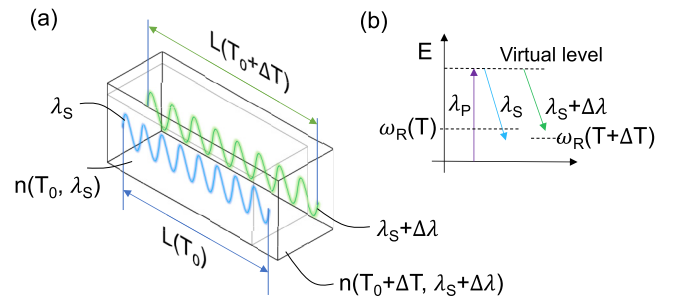 (a)
L(T₀+ΔT)
λS
n(T₀, λS)
L(T₀)
λS+Δλ
n(T₀+ΔT, λS+Δλ)
(b)
E
Virtual level
λP
λS
λS+Δλ
ωR(T)
ωR(T+ΔT)